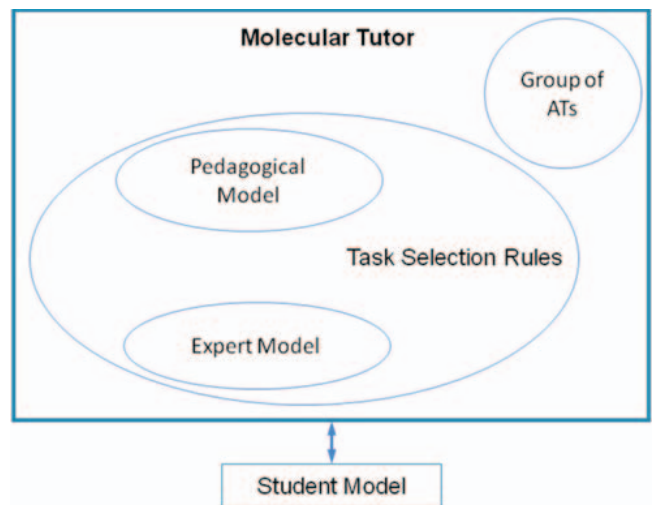 Molecular Tutor
Group of
ATs
Pedagogical
Model
Task Selection Rules
Expert Model
Student Model